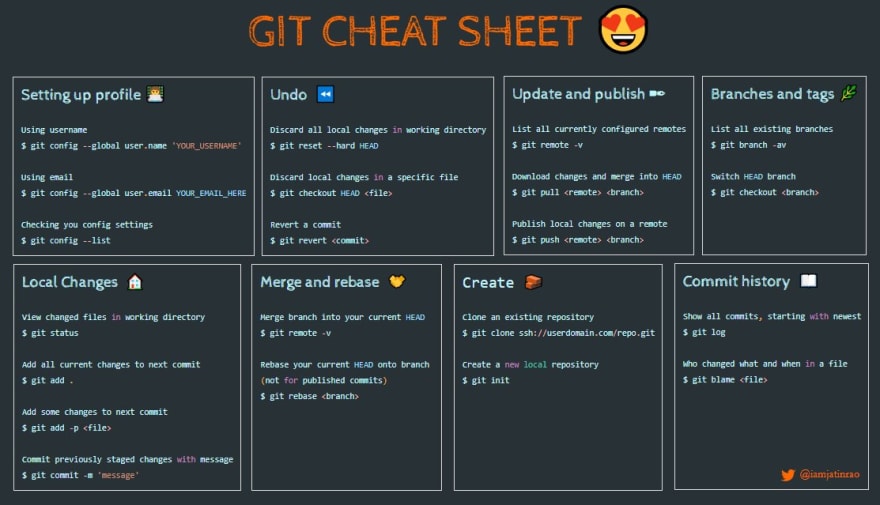 GIT CHEAT SHEET
Setting up profile
Using username
$ git config --global user.name 'YOUR_USERNAME'
Using email
$ git config --global user.email YOUR_EMAIL_HERE
Checking you config settings
$ git config --list
Undo
Discard all local changes in working directory
$ git reset --hard HEAD
Discard local changes in a specific file
$ git checkout HEAD <file>
Revert a commit
$ git revert <commit>
Update and publish
List all currently configured remotes
$ git remote -v
Download changes and merge into HEAD
$ git pull <remote> <branch>
Publish local changes on a remote
$ git push <remote> <branch>
Branches and tags
List all existing branches
$ git branch -av
Switch HEAD branch
$ git checkout <branch>
Local Changes
View changed files in working directory
$ git status
Add all current changes to next commit
$ git add .
Add some changes to next commit
$ git add -p <file>
Commit previously staged changes with message
$ git commit -m 'message'
Merge and rebase
Merge branch into your current HEAD
$ git remote -v
Rebase your current HEAD onto branch
(not for published commits)
$ git rebase <branch>
Create
Clone an existing repository
$ git clone ssh://userdomain.com/repo.git
Create a new local repository
$ git init
Commit history
Show all commits, starting with newest
$ git log
Who changed what and when in a file
$ git blane <file>
@iamjatinrao